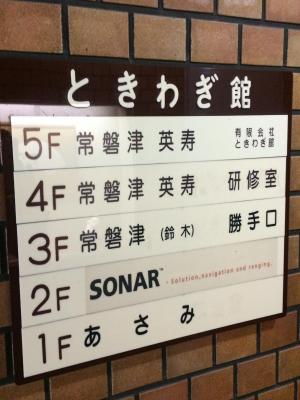 ときわぎ館
5F 常磐津 英寿 有限会社 ときわぎ館
4F 常磐津 英寿 研修室
3F 常磐津 (鈴木) 勝手口
2F SONAR™ - Solution,navigation and ranging.
1F あさみ